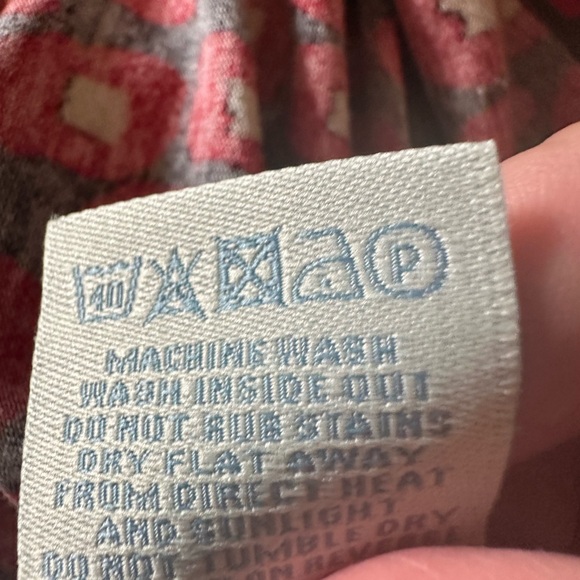 40 P
MACHINE WASH
WASH INSIDE OUT
DO NOT RUB STAINS
DRY FLAT AWAY
FROM DIRECT HEAT
AND SUNLIGHT
DO NOT TUMBLE DRY